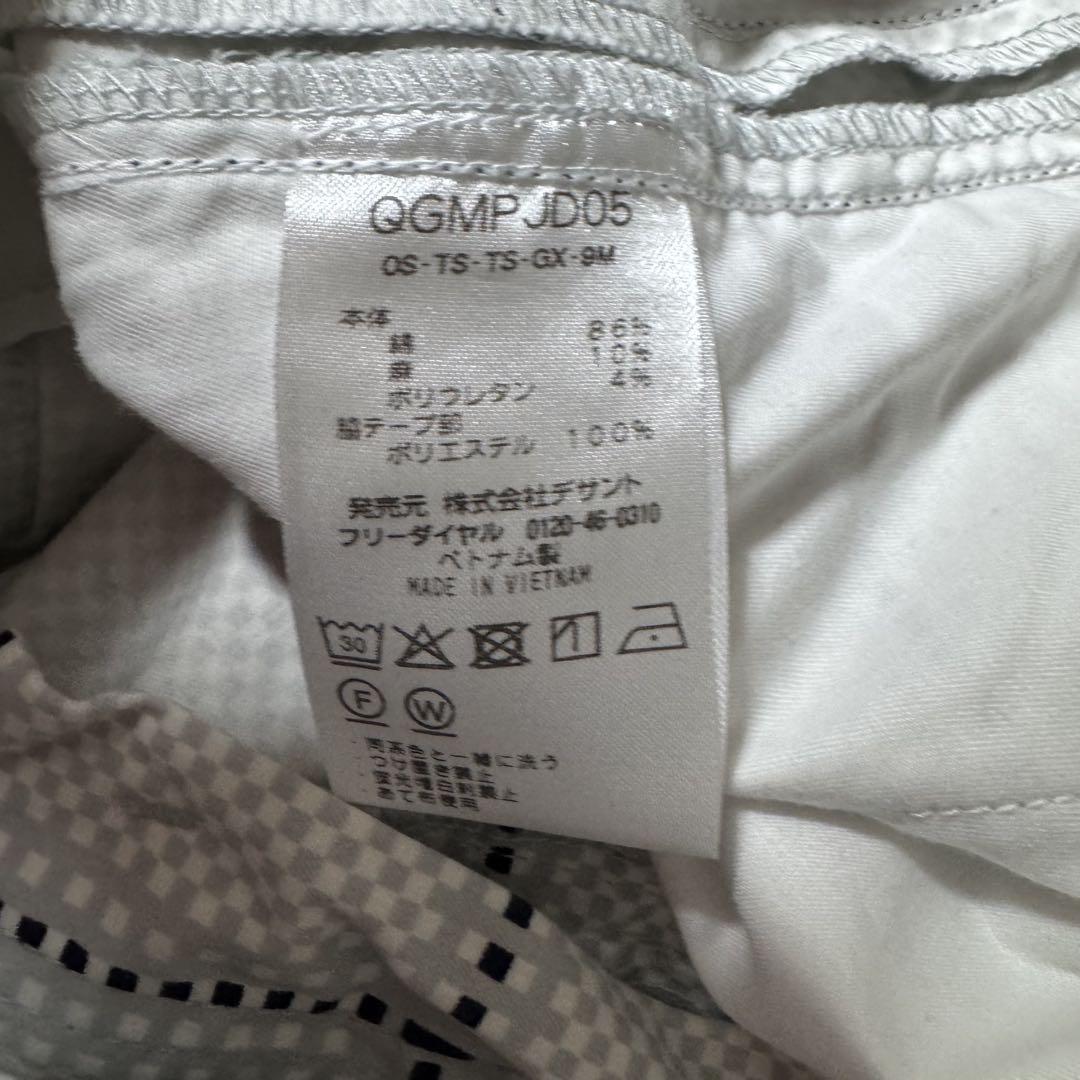 QGMPJD05
OS-TS-TS-GX-9M
本体
綿 86%
麻 10%
ポリウレタン 4%
脇テープ部
ポリエステル 100%
発売元 株式会社デサント
フリーダイヤル 0120-46-0310
ベトナム製
MADE IN VIETNAM
30
F W
・同系色と一緒に洗う
・つけ置き禁止
・蛍光増白剤禁止
・あて布使用